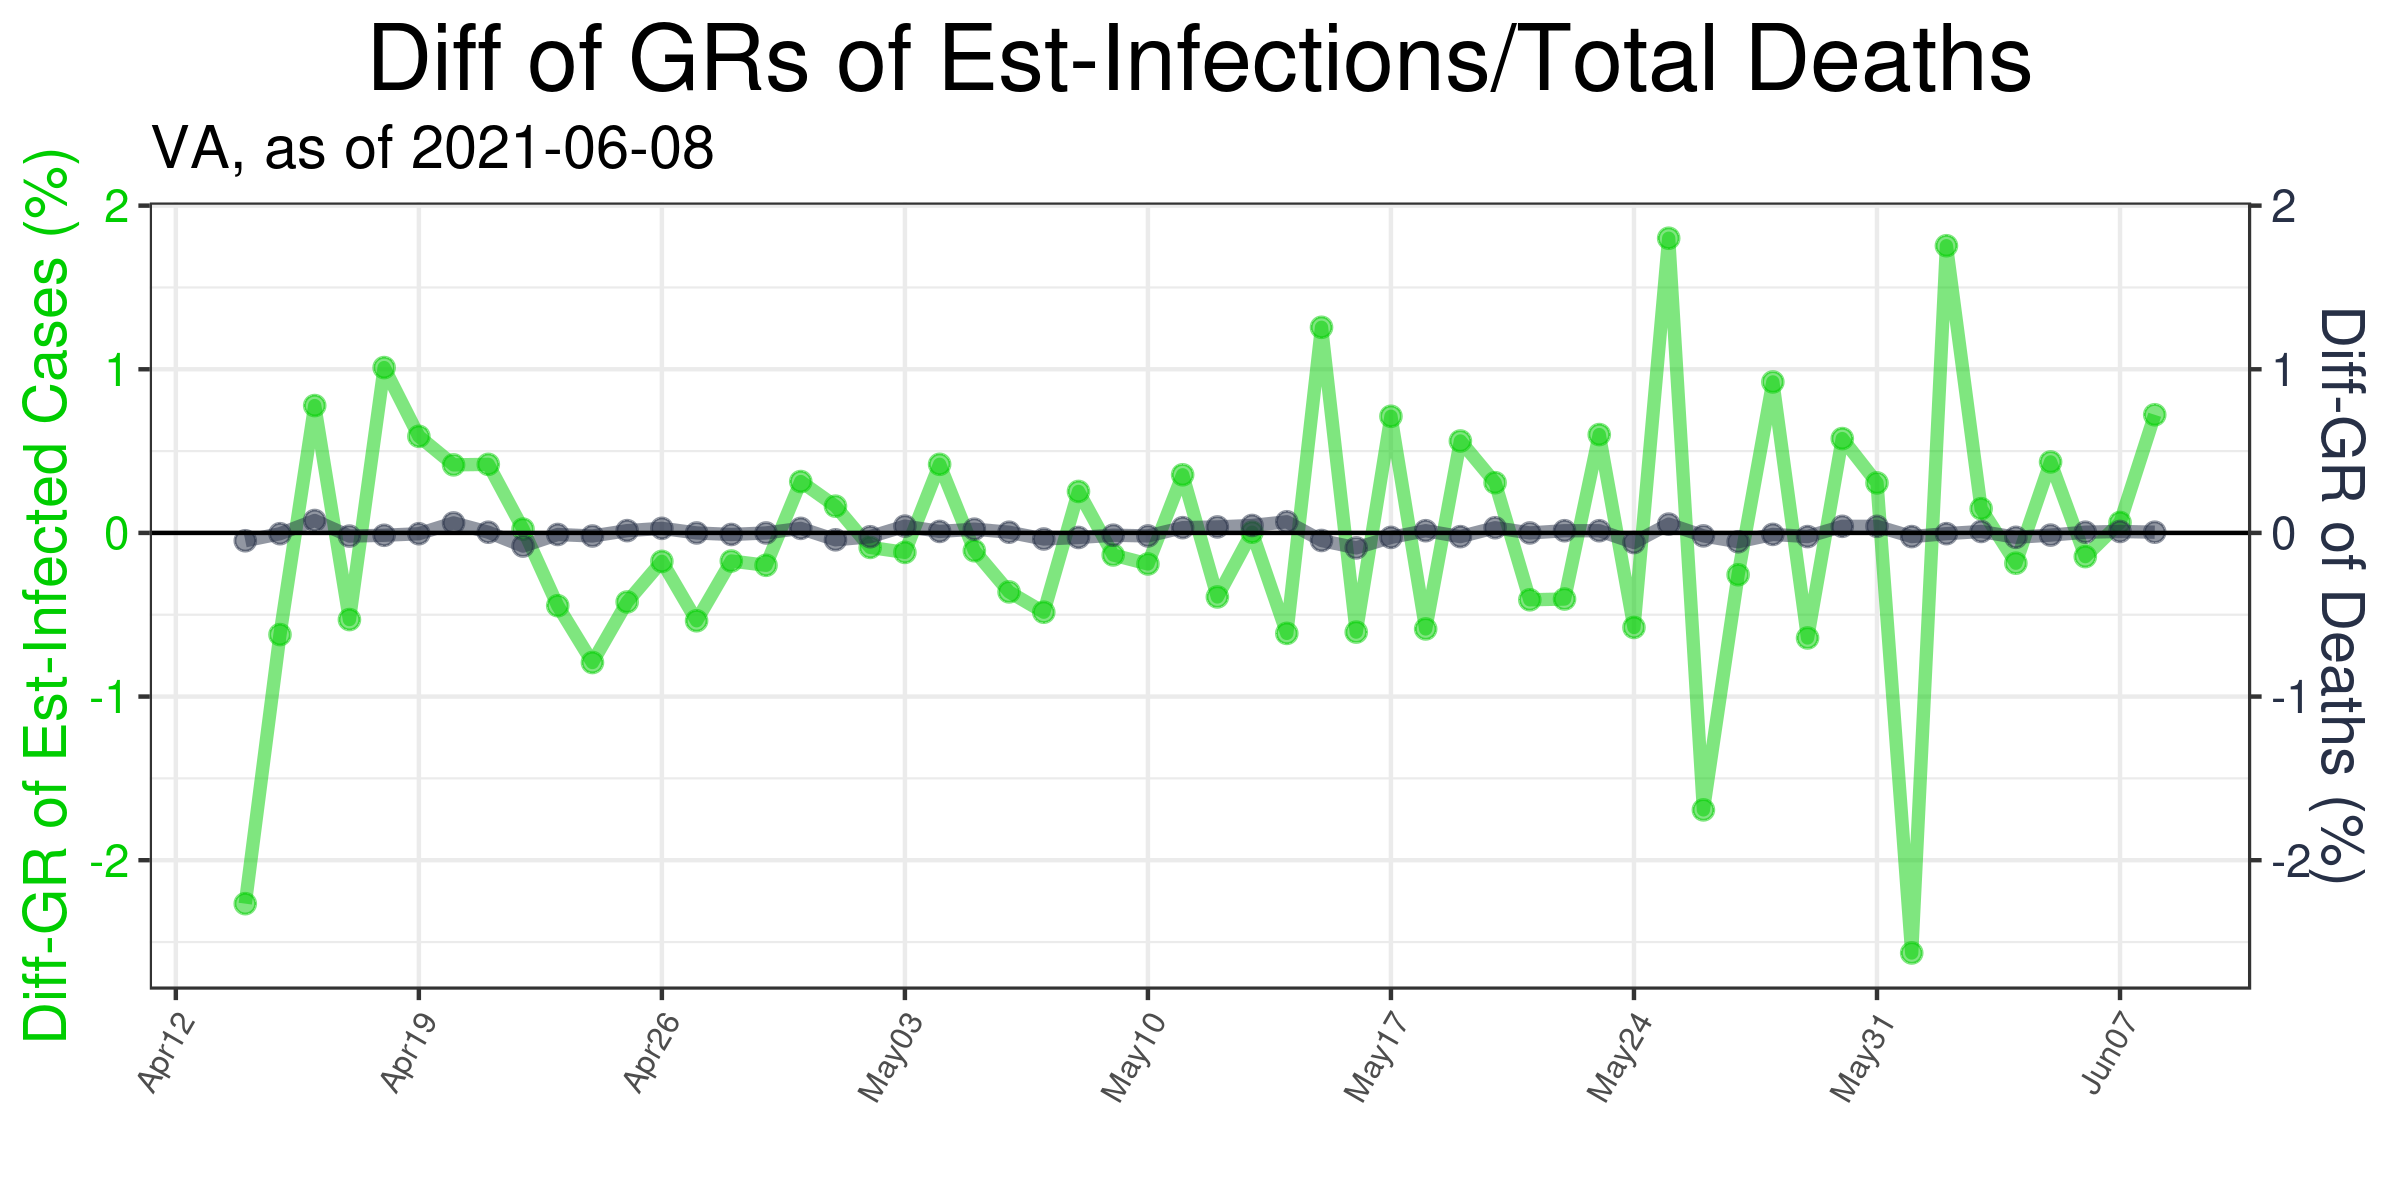 Diff of GRs of Est-Infections/Total Deaths
VA, as of 2021-06-08
Diff-GR of Est-Infected Cases (%)
2
1
0
-1
-2
2
1
0
-1
-2
Diff-GR of Deaths (%)
Apr12
Apr19
Apr26
May03
May10
May17
May24
May31
Jun07